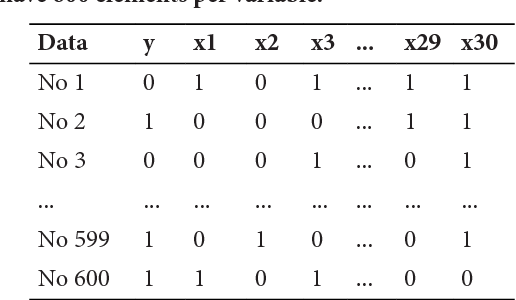 have 600 elements per variable.
Data y x1 x2 x3 ... x29 x30
No 1 0 1 0 1 ... 1 1
No 2 1 0 0 0 ... 1 1
No 3 0 0 0 1 ... 0 1
... ... ... ... ... ... ... ...
No 599 1 0 1 0 ... 0 1
No 600 1 1 0 1 ... 0 0